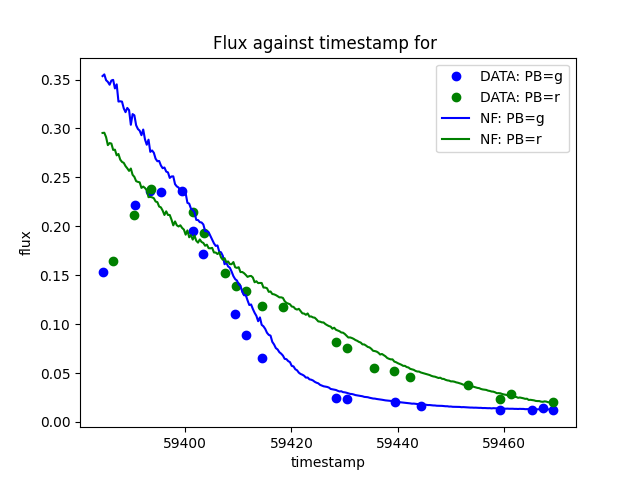 Flux against timestamp for
DATA: PB=g
DATA: PB=r
NF: PB=g
NF: PB=r
flux
0.35
0.30
0.25
0.20
0.15
0.10
0.05
0.00
59400 59420 59440 59460
timestamp